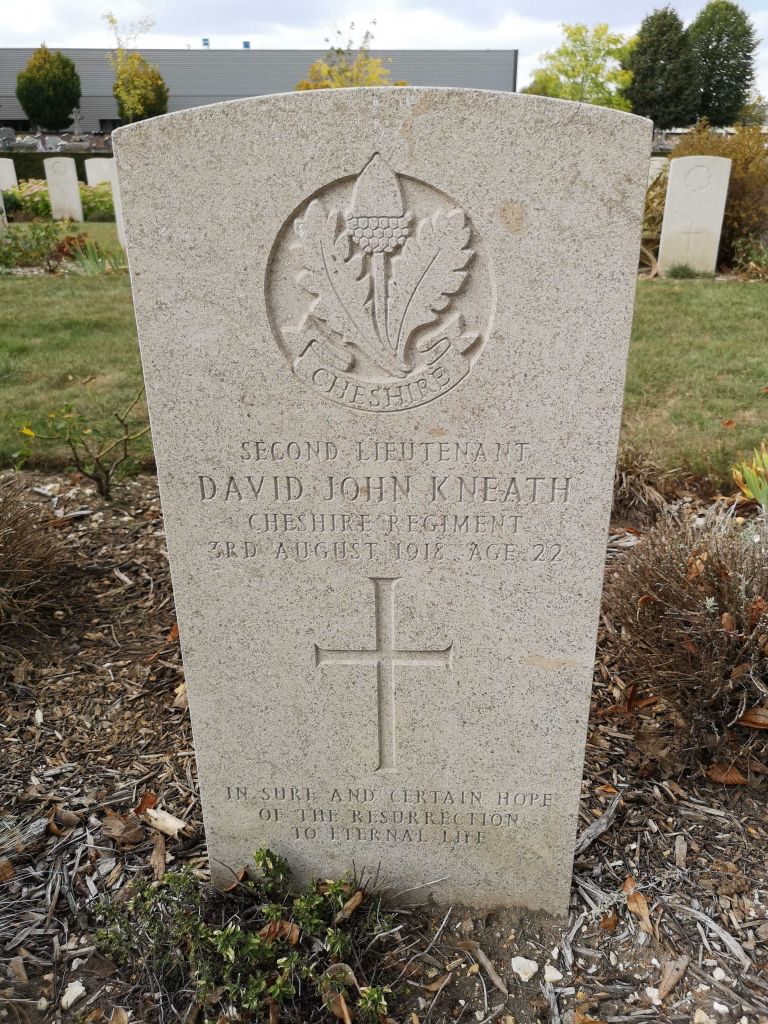 CHESHIRE
SECOND LIEUTENANT
DAVID JOHN KNEATH
CHESHIRE REGIMENT
3RD AUGUST 1918 AGE 22
IN SURE AND CERTAIN HOPE
OF THE RESURRECTION
TO ETERNAL LIFE